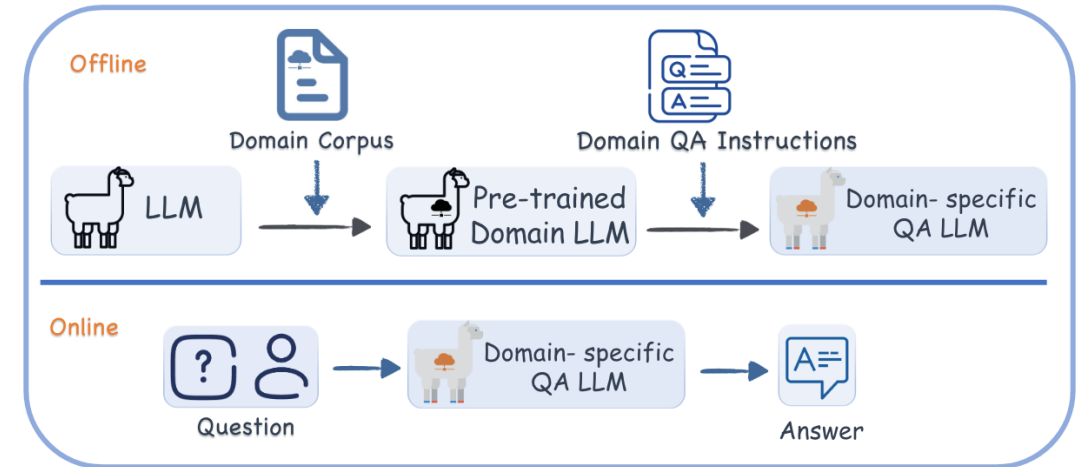 Offline
Q
A
Domain Corpus
Domain QA Instructions
LLM
Pre-trained
Domain LLM
Domain- specific
QA LLM
Online
?
Domain- specific
QA LLM
A
Question
Answer